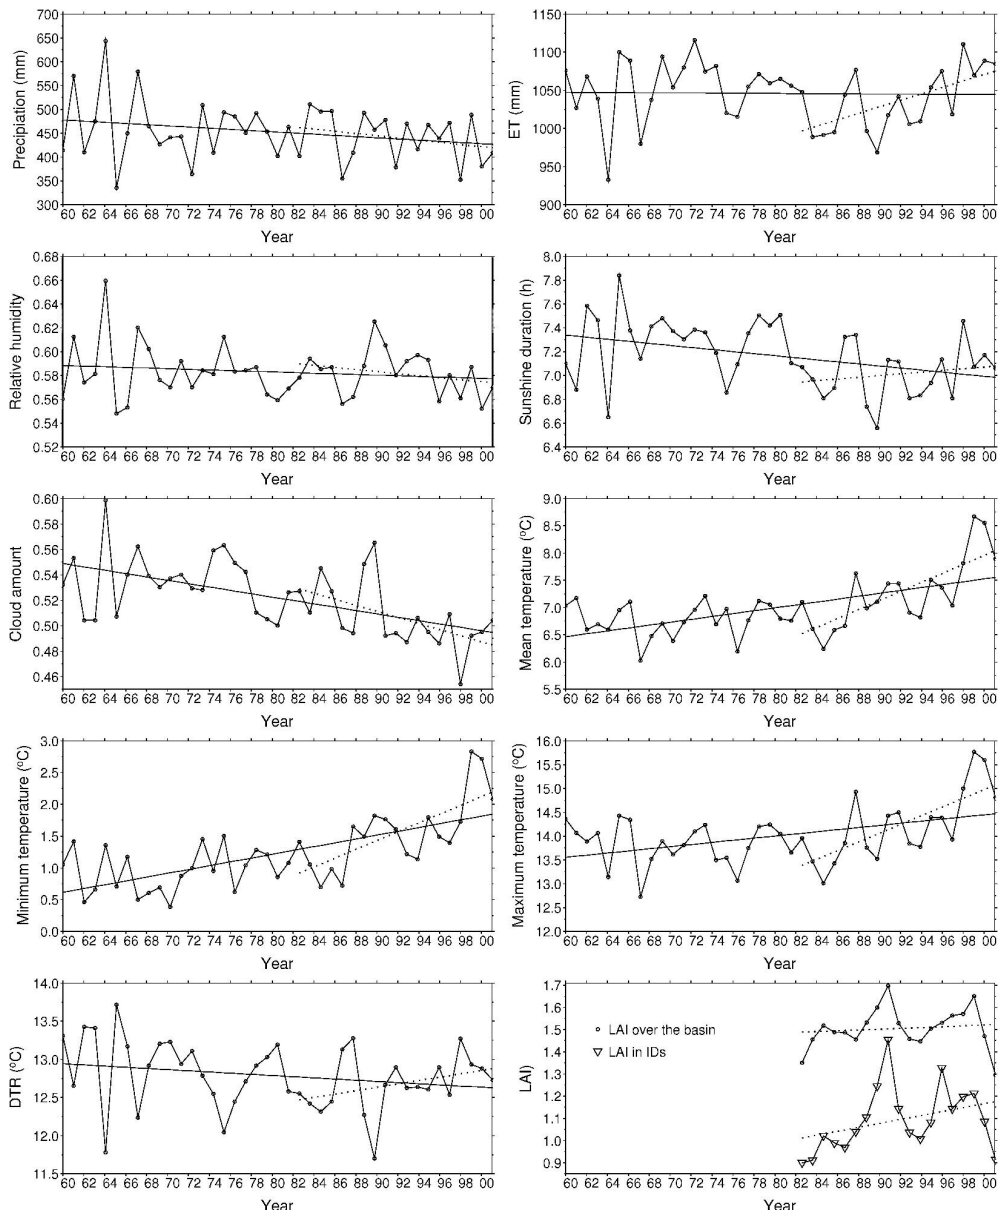 700
650
600
550
500
450
400
350
300
Precipiation (mm)
60 62 64 66 68 70 72 74 76 78 80 82 84 86 88 90 92 94 96 98 00
Year
1150
1100
1050
1000
950
900
ET (mm)
60 62 64 66 68 70 72 74 76 78 80 82 84 86 88 90 92 94 96 98 00
Year
0.68
0.66
0.64
0.62
0.60
0.58
0.56
0.54
0.52
Relative humidity
60 62 64 66 68 70 72 74 76 78 80 82 84 86 88 90 92 94 96 98 00
Year
8.0
7.8
7.6
7.4
7.2
7.0
6.8
6.6
6.4
Sunshine duration (h)
60 62 64 66 68 70 72 74 76 78 80 82 84 86 88 90 92 94 96 98 00
Year
0.60
0.58
0.56
0.54
0.52
0.50
0.48
0.46
Cloud amount
60 62 64 66 68 70 72 74 76 78 80 82 84 86 88 90 92 94 96 98 00
Year
9.0
8.5
8.0
7.5
7.0
6.5
6.0
5.5
Mean temperature (°C)
60 62 64 66 68 70 72 74 76 78 80 82 84 86 88 90 92 94 96 98 00
Year
3.0
2.5
2.0
1.5
1.0
0.5
0.0
Minimum temperature (°C)
60 62 64 66 68 70 72 74 76 78 80 82 84 86 88 90 92 94 96 98 00
Year
16.0
15.5
15.0
14.5
14.0
13.5
13.0
12.5
12.0
Maximum temperature (°C)
60 62 64 66 68 70 72 74 76 78 80 82 84 86 88 90 92 94 96 98 00
Year
14.0
13.5
13.0
12.5
12.0
11.5
DTR (°C)
60 62 64 66 68 70 72 74 76 78 80 82 84 86 88 90 92 94 96 98 00
Year
1.7
1.6
1.5
1.4
1.3
1.2
1.1
1.0
0.9
LAI)
LAI over the basin
LAI in IDs
60 62 64 66 68 70 72 74 76 78 80 82 84 86 88 90 92 94 96 98 00
Year